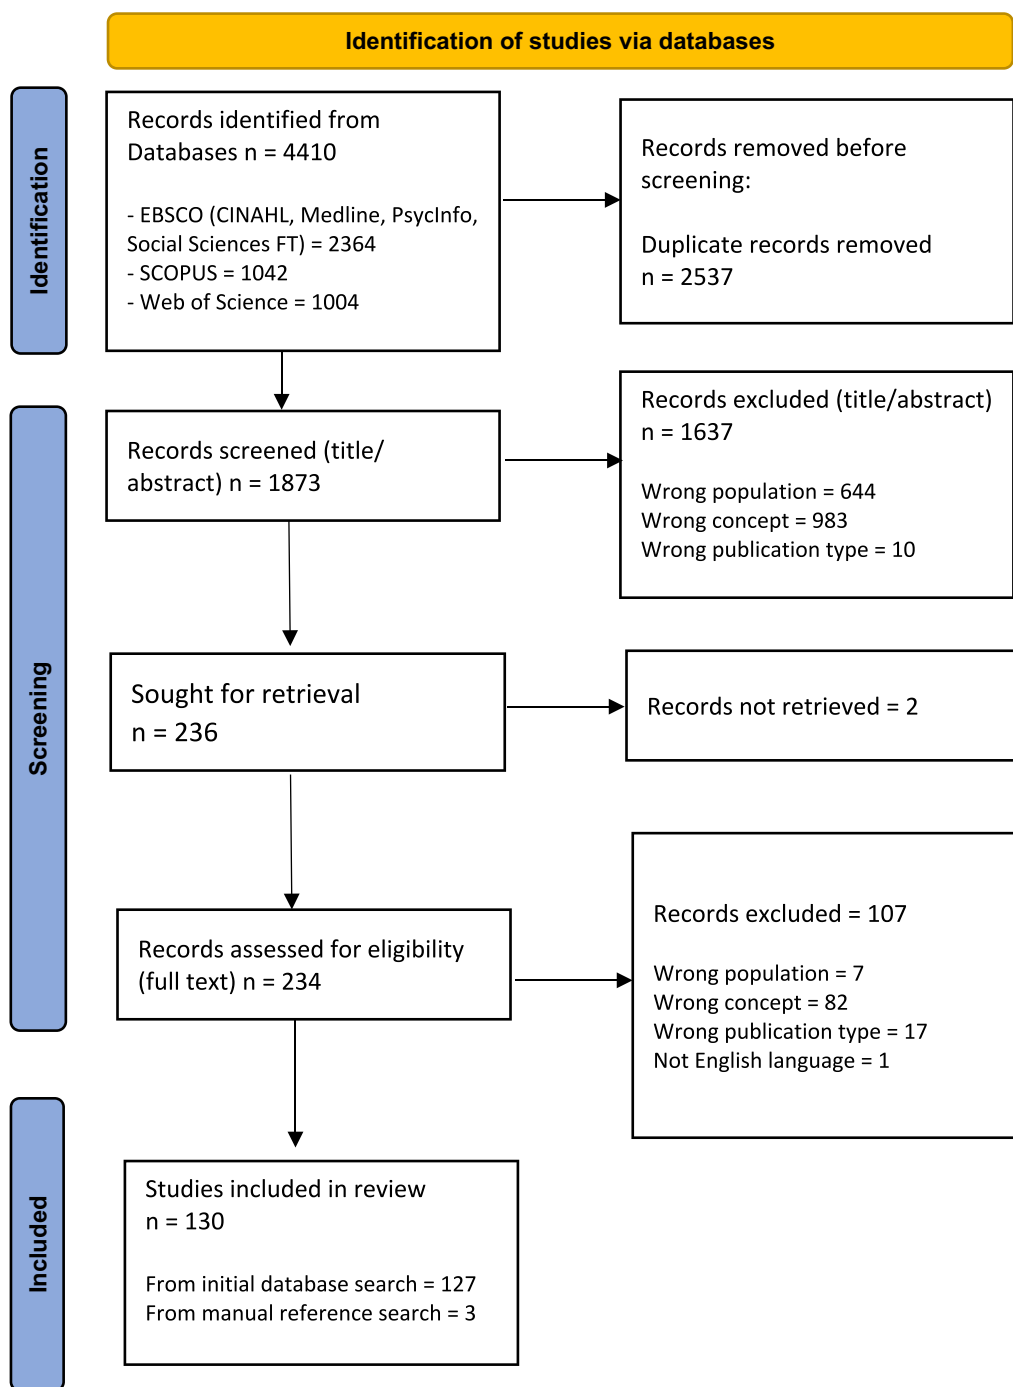 Identification of studies via databases
Identification
Records identified from
Databases n = 4410
- EBSCO (CINAHL, Medline, PsycInfo,
Social Sciences FT) = 2364
- SCOPUS = 1042
- Web of Science = 1004
Records removed before
screening:
Duplicate records removed
n = 2537
Screening
Records screened (title/
abstract) n = 1873
Records excluded (title/abstract)
n = 1637
Wrong population = 644
Wrong concept = 983
Wrong publication type = 10
Sought for retrieval
n = 236
Records not retrieved = 2
Records assessed for eligibility
(full text) n = 234
Records excluded = 107
Wrong population = 7
Wrong concept = 82
Wrong publication type = 17
Not English language = 1
Included
Studies included in review
n = 130
From initial database search = 127
From manual reference search = 3